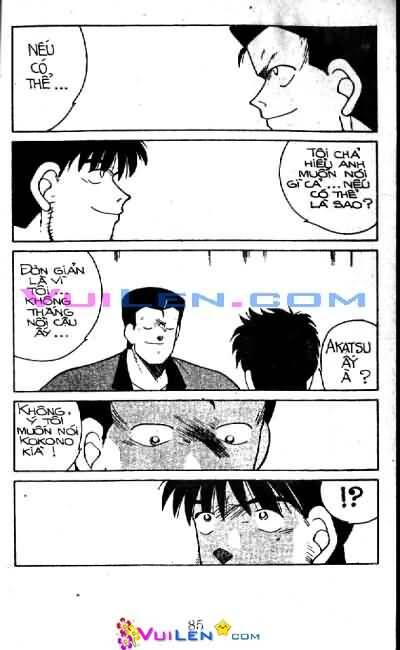 NẾU
CÓ
THỂ...
TÔI CHẢ
HIỂU ANH
MUỐN NÓI
GÌ CẢ...NẾU
CÓ THỂ
LÀ SAO?
ĐƠN GIẢN
LÀ VÌ
TÔI...
KHÔNG
THẮNG
NỔI CẬU
ẤY...
AKATSU
ẤY
À?
VUILEN.COM
KHÔNG,
Ý TÔI
MUỐN NÓI
KOKONO
KIA!
!?
85
VUILEN.COM